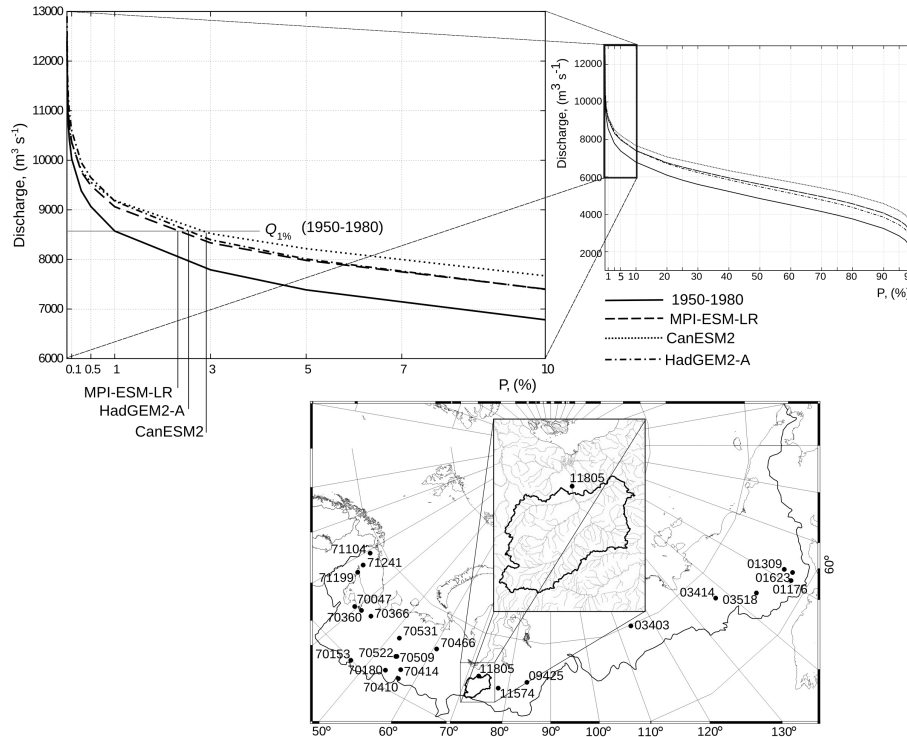 13000
12000
11000
10000
9000
8000
7000
6000
Discharge, (m³ s⁻¹)
Q1% (1950-1980)
0.1 0.5 1 3 5 7 10
P, (%)
MPI-ESM-LR
HadGEM2-A
CanESM2
12000
10000
8000
6000
4000
2000
Discharge, (m³ s⁻¹)
1 5 10 20 30 40 50 60 70 80 90
P, (%
1950-1980
MPI-ESM-LR
CanESM2
HadGEM2-A
11805
71104
71241
71199
70047
70360
70366
70531
70466
70153
70522
70509
70180
70414
70410
11805
11574
09425
03403
03414
03518
01309
01623
01176
60°
50° 60° 70° 80° 90° 100° 110° 120° 130°